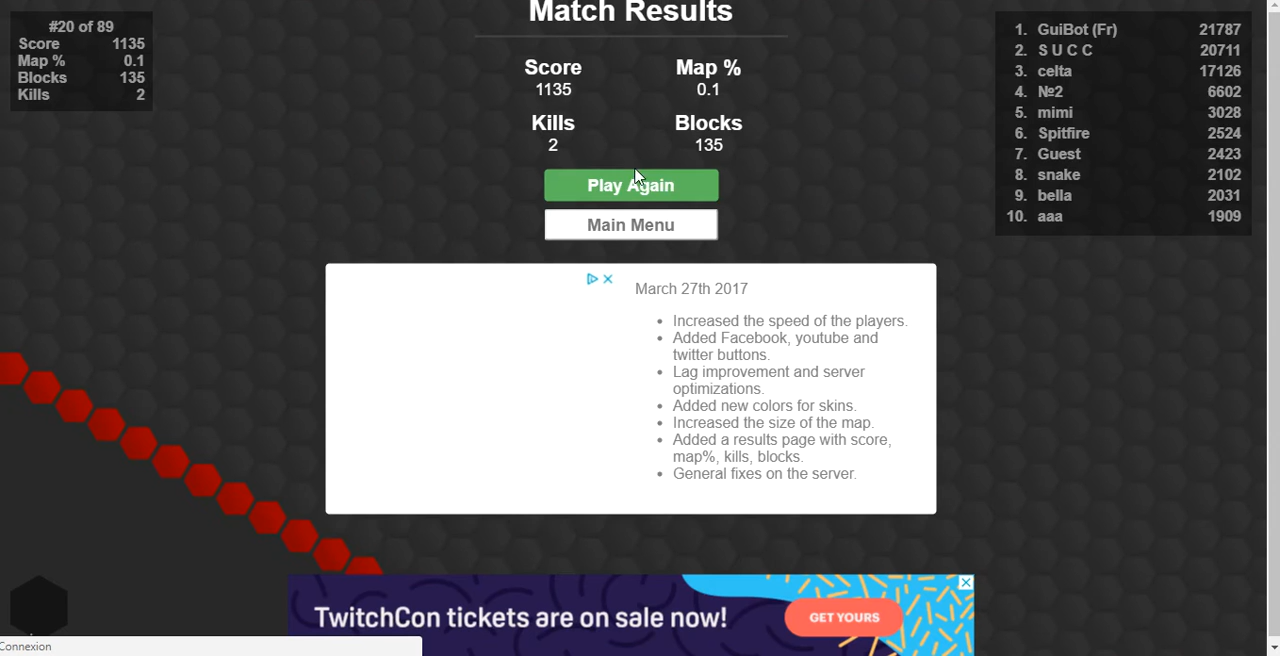 Match Results
#20 of 89
Score 1135
Map % 0.1
Blocks 135
Kills 2
Score Map %
1135 0.1
Kills Blocks
2 135
Play Again
Main Menu
1. GuiBot (Fr) 21787
2. S U C C 20711
3. celta 17126
4. №2 6602
5. mimi 3028
6. Spitfire 2524
7. Guest 2423
8. snake 2102
9. bella 2031
10. aaa 1909
March 27th 2017
• Increased the speed of the players.
• Added Facebook, youtube and
twitter buttons.
• Lag improvement and server
optimizations.
• Added new colors for skins.
• Increased the size of the map.
• Added a results page with score,
map%, kills, blocks.
• General fixes on the server.
TwitchCon tickets are on sale now!
GET YOURS
Connexion